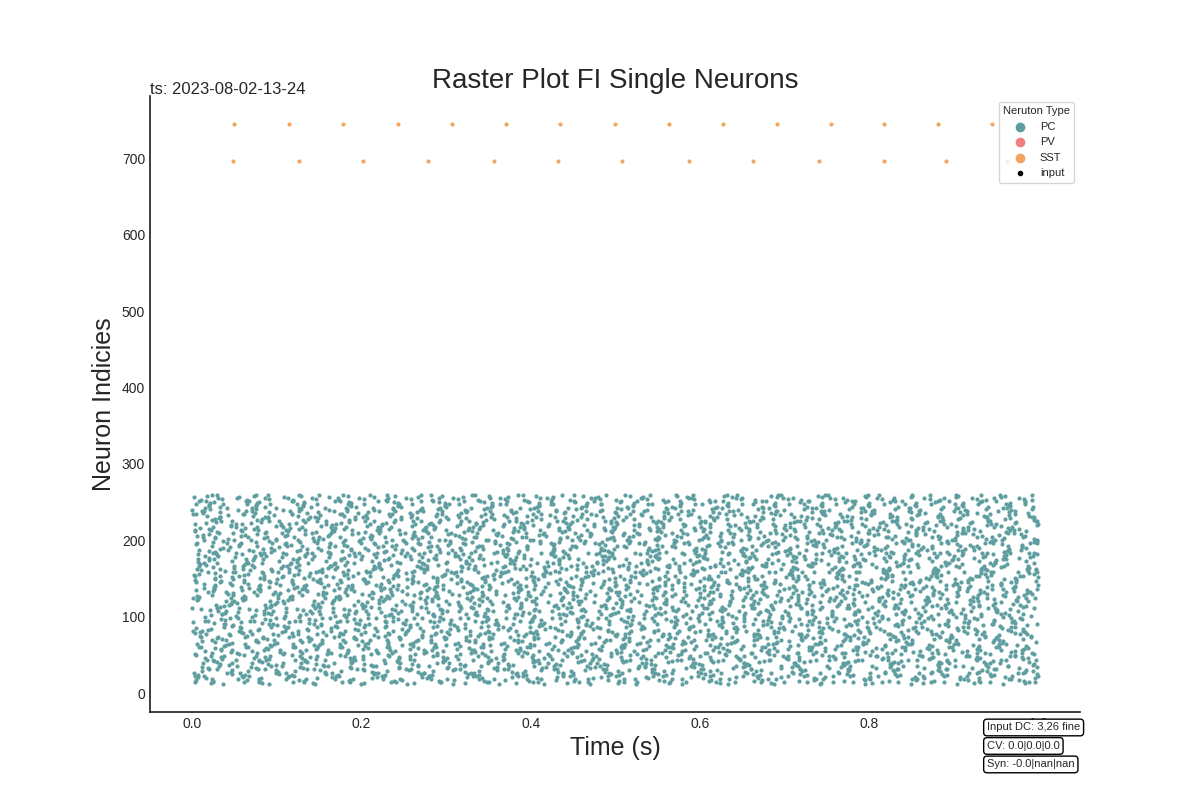 Raster Plot FI Single Neurons
ts: 2023-08-02-13-24
Neruton Type
PC
PV
SST
input
Neuron Indicies
700
600
500
400
300
200
100
0
0.0 0.2 0.4 0.6 0.8
Time (s)
Input DC: 3,26 fine
CV: 0.0|0.0|0.0
Syn: -0.0|nan|nan